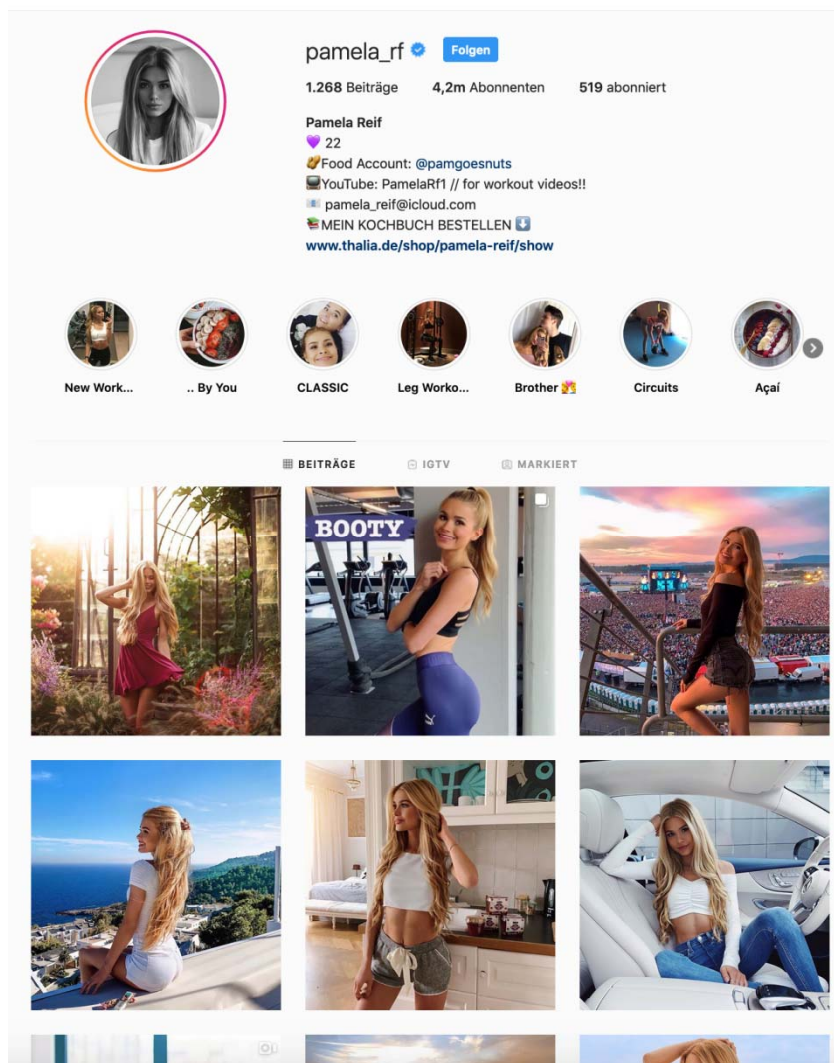 pamela_rf Folgen
1.268 Beiträge 4,2m Abonnenten 519 abonniert
Pamela Reif
💜 22
🥜Food Account: @pamgoesnuts
📺YouTube: PamelaRf1 // for workout videos!!
📧 pamela_reif@icloud.com
📚MEIN KOCHBUCH BESTELLEN ⬇️
www.thalia.de/shop/pamela-reif/show
New Work... .. By You CLASSIC Leg Worko... Brother 💏 Circuits Açaí
BEITRÄGE IGTV MARKIERT
BOOTY